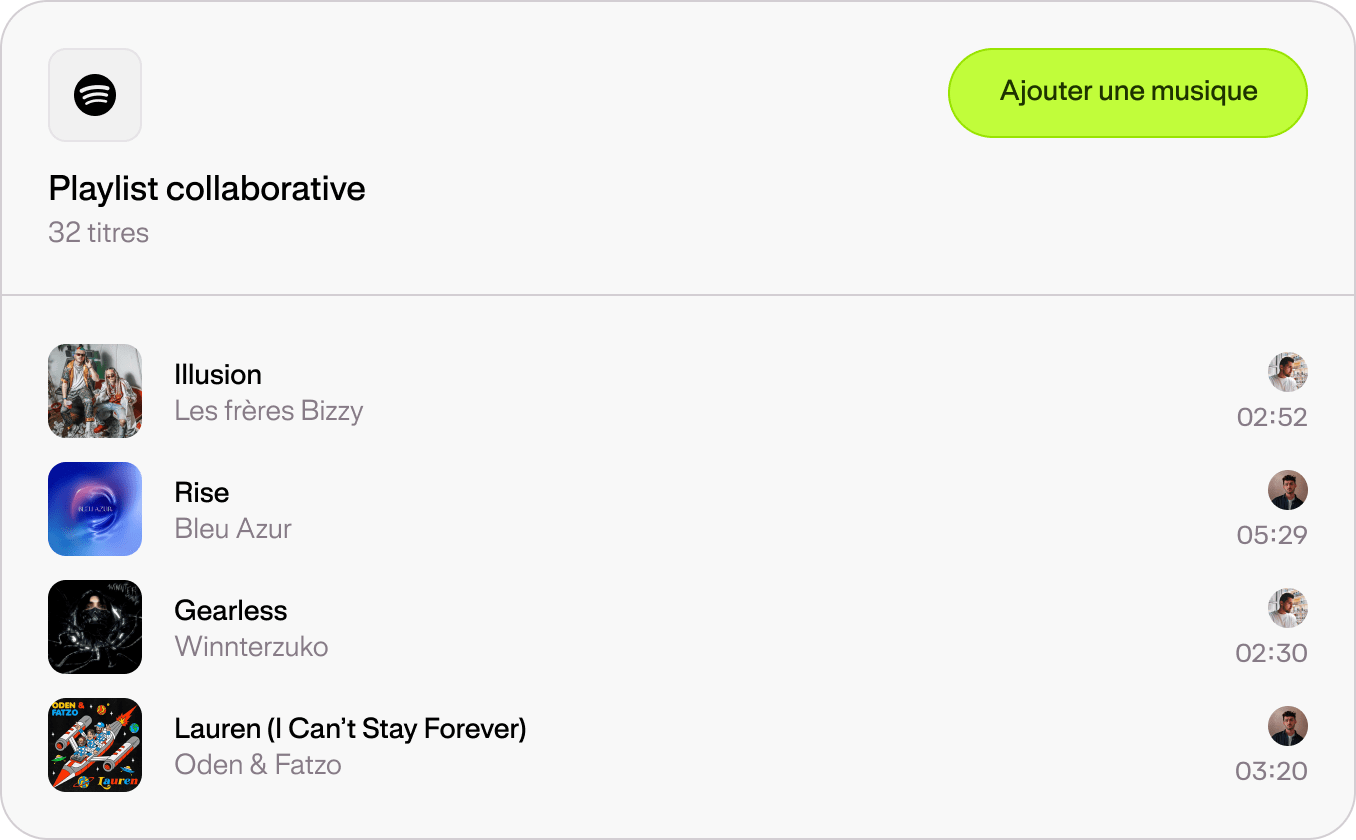 Ajouter une musique
Playlist collaborative
32 titres
Illusion
Les frères Bizzy
02:52
BLEU AZUR
Rise
Bleu Azur
05:29
Gearless
Winnterzuko
02:30
ODEN &
FATZO
Lauren
Lauren (I Can’t Stay Forever)
Oden & Fatzo
03:20